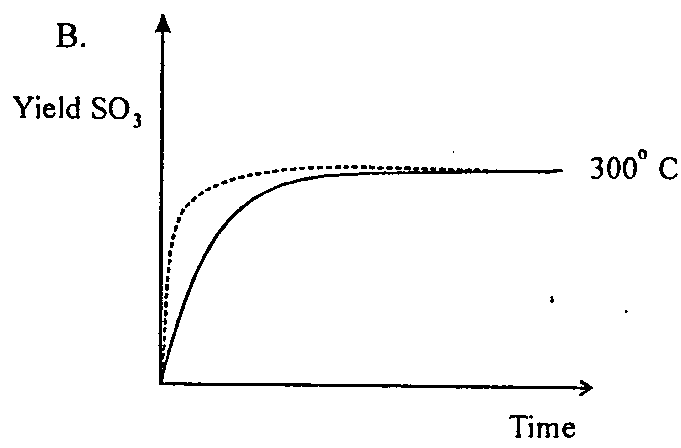 B.
Yield SO₃
300° C
Time